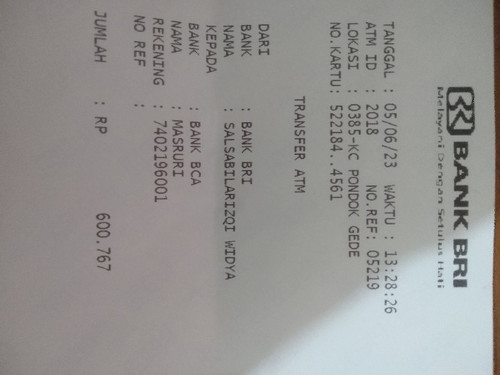 BANK BRI
Melayani Dengan Setulus Hati
TANGGAL : 05/06/23 WAKTU : 13:28:26
ATM ID : 2018 NO.REF: 05219
LOKASI : 0385-KC PONDOK GEDE
NO.KARTU: 522184..4561
TRANSFER ATM
DARI
BANK : BANK BRI
NAMA : SALSABILARIZQI WIDYA
KEPADA
BANK : BANK BCA
NAMA : MASRURI
REKENING : 7402196001
NO REF :
JUMLAH : RP 600.767